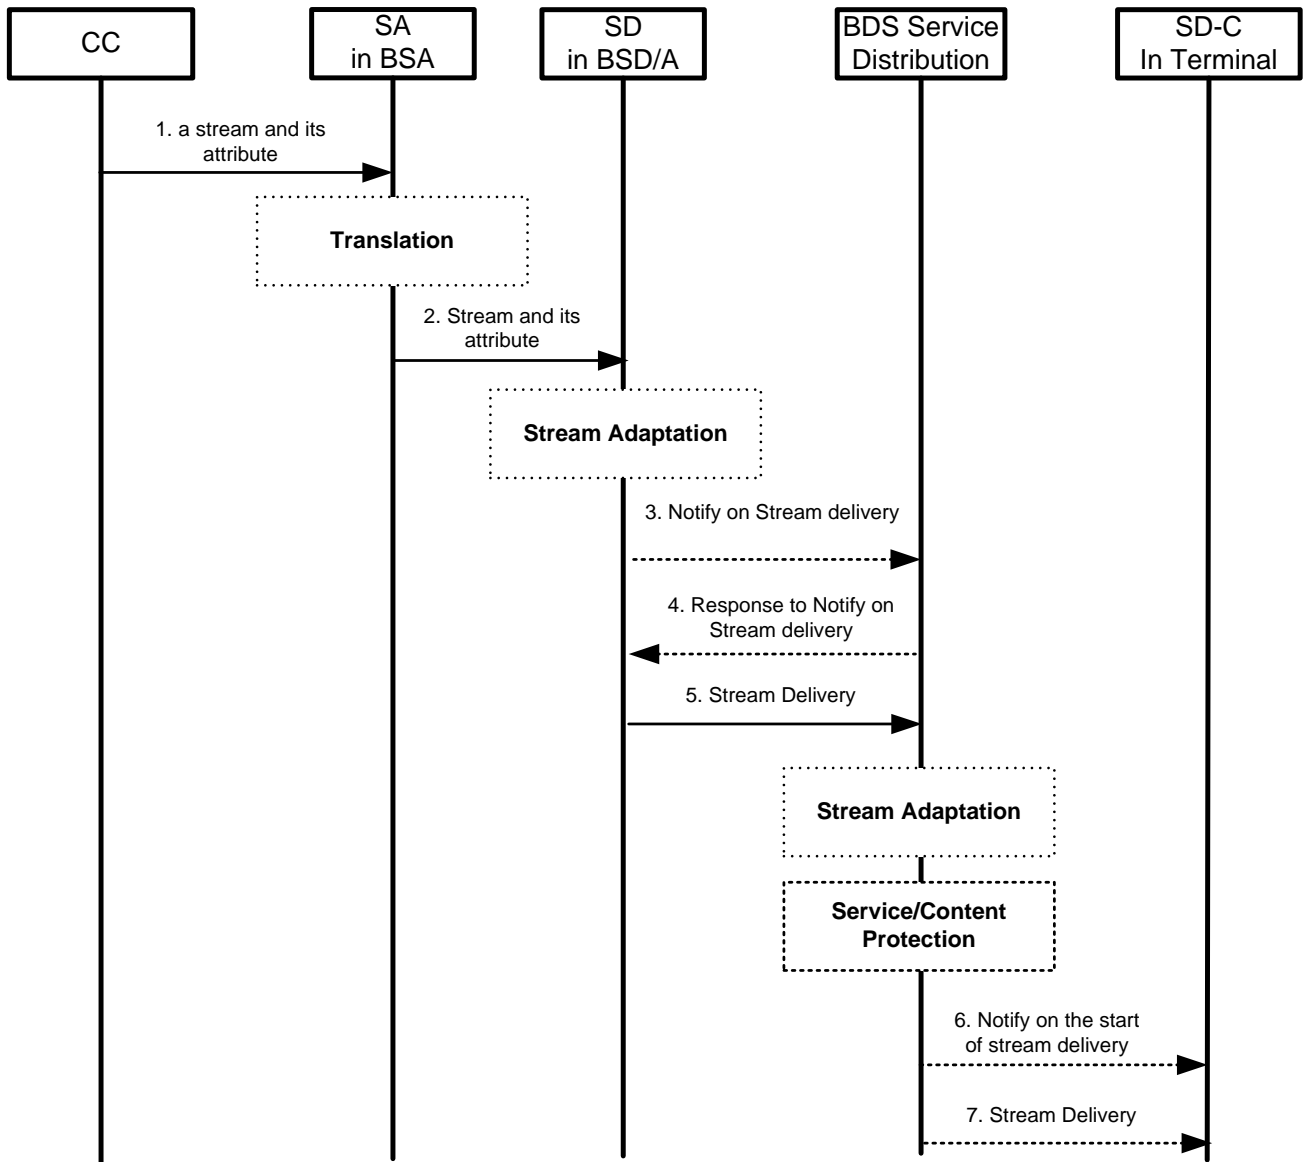 CC
SA
in BSA
SD
in BSD/A
BDS Service
Distribution
SD-C
In Terminal
1. a stream and its
attribute
Translation
2. Stream and its
attribute
Stream Adaptation
3. Notify on Stream delivery
4. Response to Notify on
Stream delivery
5. Stream Delivery
Stream Adaptation
Service/Content
Protection
6. Notify on the start
of stream delivery
7. Stream Delivery